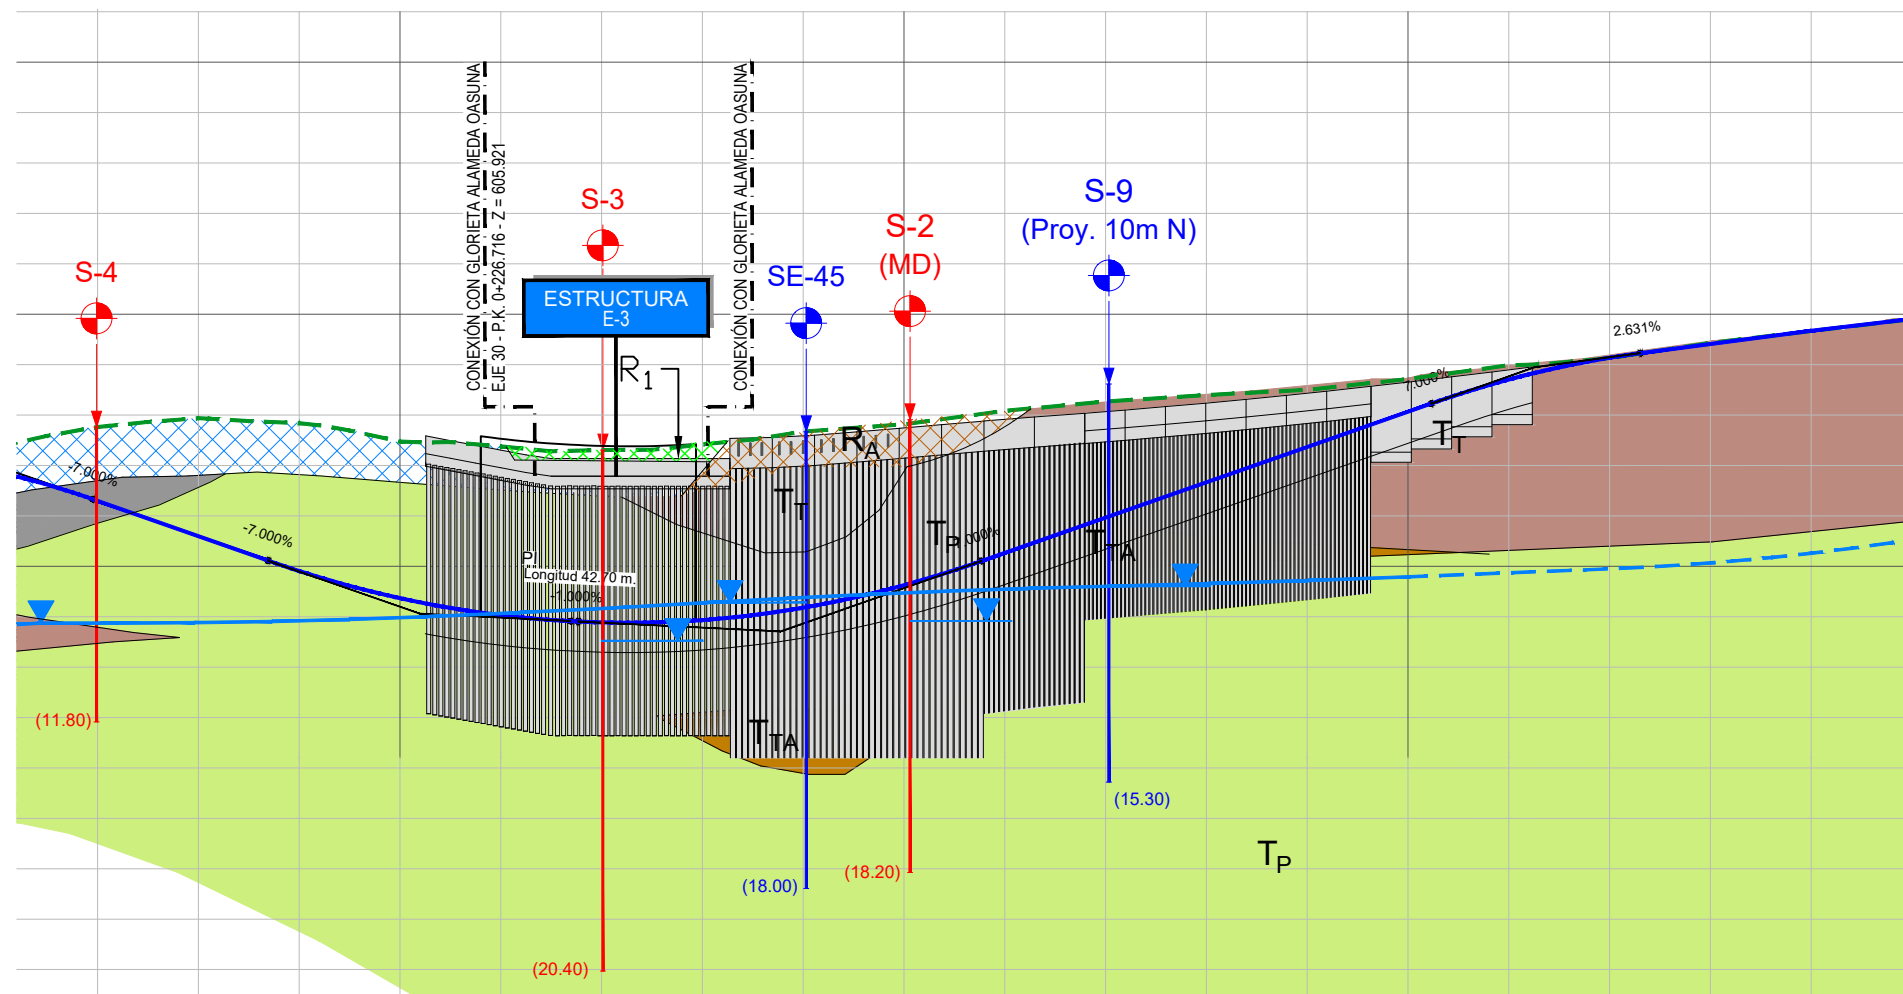 CONEXIÓN CON GLORIETA ALAMEDA OASUNA
EJE 30 - P.K. 0+226.716 - Z = 605.921
CONEXIÓN CON GLORIETA ALAMEDA OASUNA
S-4
S-3
SE-45
S-2
(MD)
S-9
(Proy. 10m N)
ESTRUCTURA
E-3
R1
RA
2.631%
7.000%
TT
-7.000%
-7.000%
TT
TP
.000%
TTA
PI
Longitud 42.70 m.
-1.000%
(11.80)
TTA
(15.30)
TP
(18.00)
(18.20)
(20.40)